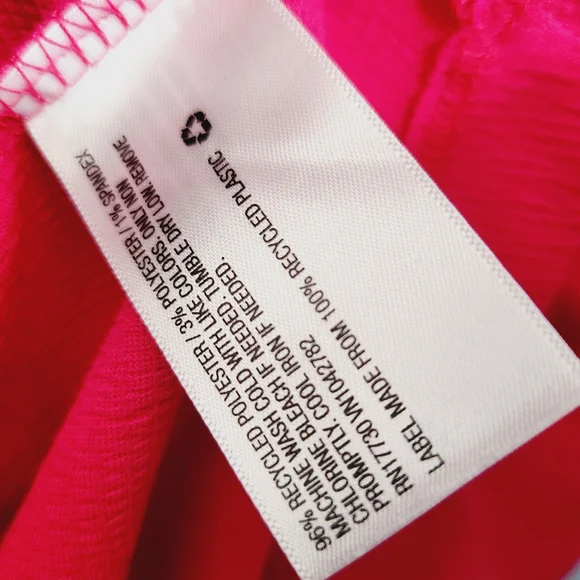 96% RECYCLED POLYESTER / 3% POLYESTER / 1% SPANDEX
MACHINE WASH COLD WITH LIKE COLORS. ONLY NON
CHLORINE BLEACH IF NEEDED. TUMBLE DRY LOW, REMOVE
PROMPTLY. COOL IRON IF NEEDED.
RN17730 VN1042782
LABEL MADE FROM 100% RECYCLED PLASTIC